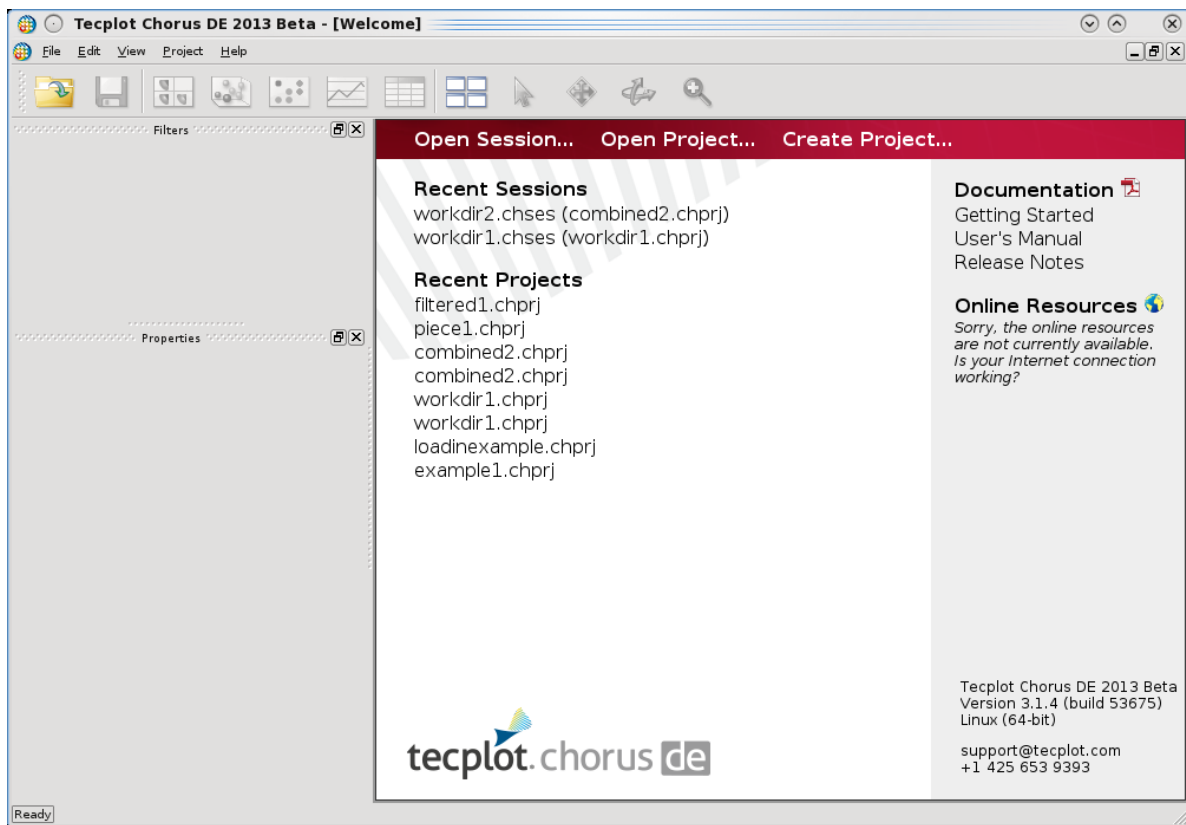 Tecplot Chorus DE 2013 Beta - [Welcome]
File Edit View Project Help
Filters
Properties
Open Session... Open Project... Create Project...
Recent Sessions
workdir2.chses (combined2.chprj)
workdir1.chses (workdir1.chprj)
Recent Projects
filtered1.chprj
piece1.chprj
combined2.chprj
combined2.chprj
workdir1.chprj
workdir1.chprj
loadinexample.chprj
example1.chprj
tecplot.chorus de
Documentation
Getting Started
User's Manual
Release Notes
Online Resources
Sorry, the online resources
are not currently available.
Is your Internet connection
working?
Tecplot Chorus DE 2013 Beta
Version 3.1.4 (build 53675)
Linux (64-bit)
support@tecplot.com
+1 425 653 9393
Ready